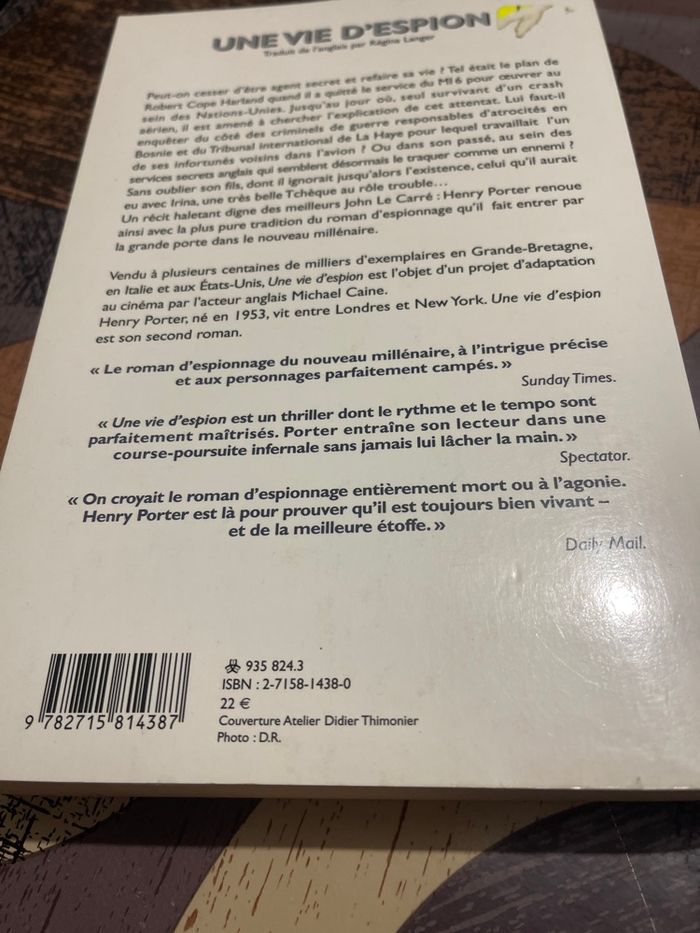 UNE VIE D'ESPION
Traduit de l'anglais par Régina Langer
Peut-on cesser d'être agent secret et refaire sa vie ? Tel était le plan de
Robert Cope Harland quand il a quitté le service du MI6 pour œuvrer au
sein des Nations-Unies. Jusqu'au jour où, seul survivant d'un crash
aérien, il est amené à chercher l'explication de cet attentat. Lui faut-il
enquêter du côté des criminels de guerre responsables d'atrocités en
Bosnie et du Tribunal international de La Haye pour lequel travaillait l'un
de ses infortunés voisins dans l'avion ? Ou dans son passé, au sein des
services secrets anglais qui semblent désormais le traquer comme un ennemi ?
Sans oublier son fils, dont il ignorait jusqu'alors l'existence, celui qu'il aurait
eu avec Irina, une très belle Tchèque au rôle trouble…
Un récit haletant digne des meilleurs John Le Carré : Henry Porter renoue
ainsi avec la plus pure tradition du roman d'espionnage qu'il fait entrer par
la grande porte dans le nouveau millénaire.
Vendu à plusieurs centaines de milliers d'exemplaires en Grande-Bretagne,
en Italie et aux États-Unis, Une vie d'espion est l'objet d'un projet d'adaptation
au cinéma par l'acteur anglais Michael Caine.
Henry Porter, né en 1953, vit entre Londres et New York. Une vie d'espion
est son second roman.
« Le roman d'espionnage du nouveau millénaire, à l'intrigue précise
et aux personnages parfaitement campés. »
Sunday Times.
« Une vie d'espion est un thriller dont le rythme et le tempo sont
parfaitement maîtrisés. Porter entraîne son lecteur dans une
course-poursuite infernale sans jamais lui lâcher la main. »
Spectator.
« On croyait le roman d'espionnage entièrement mort ou à l'agonie.
Henry Porter est là pour prouver qu'il est toujours bien vivant –
et de la meilleure étoffe. »
Daily Mail.
935 824.3
ISBN : 2-7158-1438-0
22 €
Couverture Atelier Didier Thimonier
Photo : D.R.
9 782715 814387